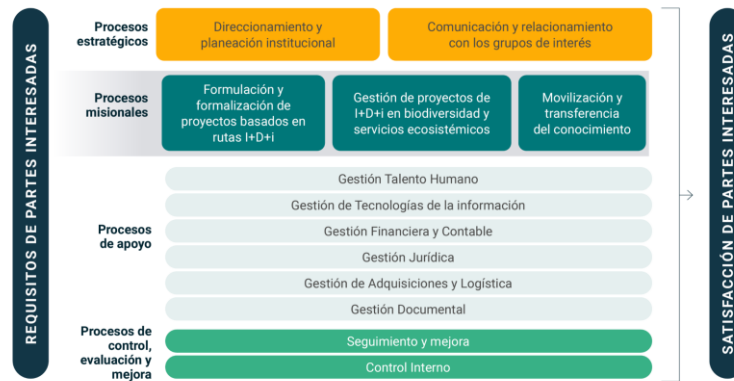 REQUISITOS DE PARTES INTERESADAS
Procesos
estratégicos
Direccionamiento y
planeación institucional
Comunicación y relacionamiento
con los grupos de interés
Procesos
misionales
Formulación y
formalización de
proyectos basados en
rutas I+D+i
Gestión de proyectos de
I+D+i en biodiversidad y
servicios ecosistémicos
Movilización y
transferencia
del conocimiento
Procesos
de apoyo
Gestión Talento Humano
Gestión de Tecnologías de la información
Gestión Financiera y Contable
Gestión Jurídica
Gestión de Adquisiciones y Logística
Gestión Documental
Procesos de
control,
evaluación y
mejora
Seguimiento y mejora
Control Interno
SATISFACCIÓN DE PARTES INTERESADAS